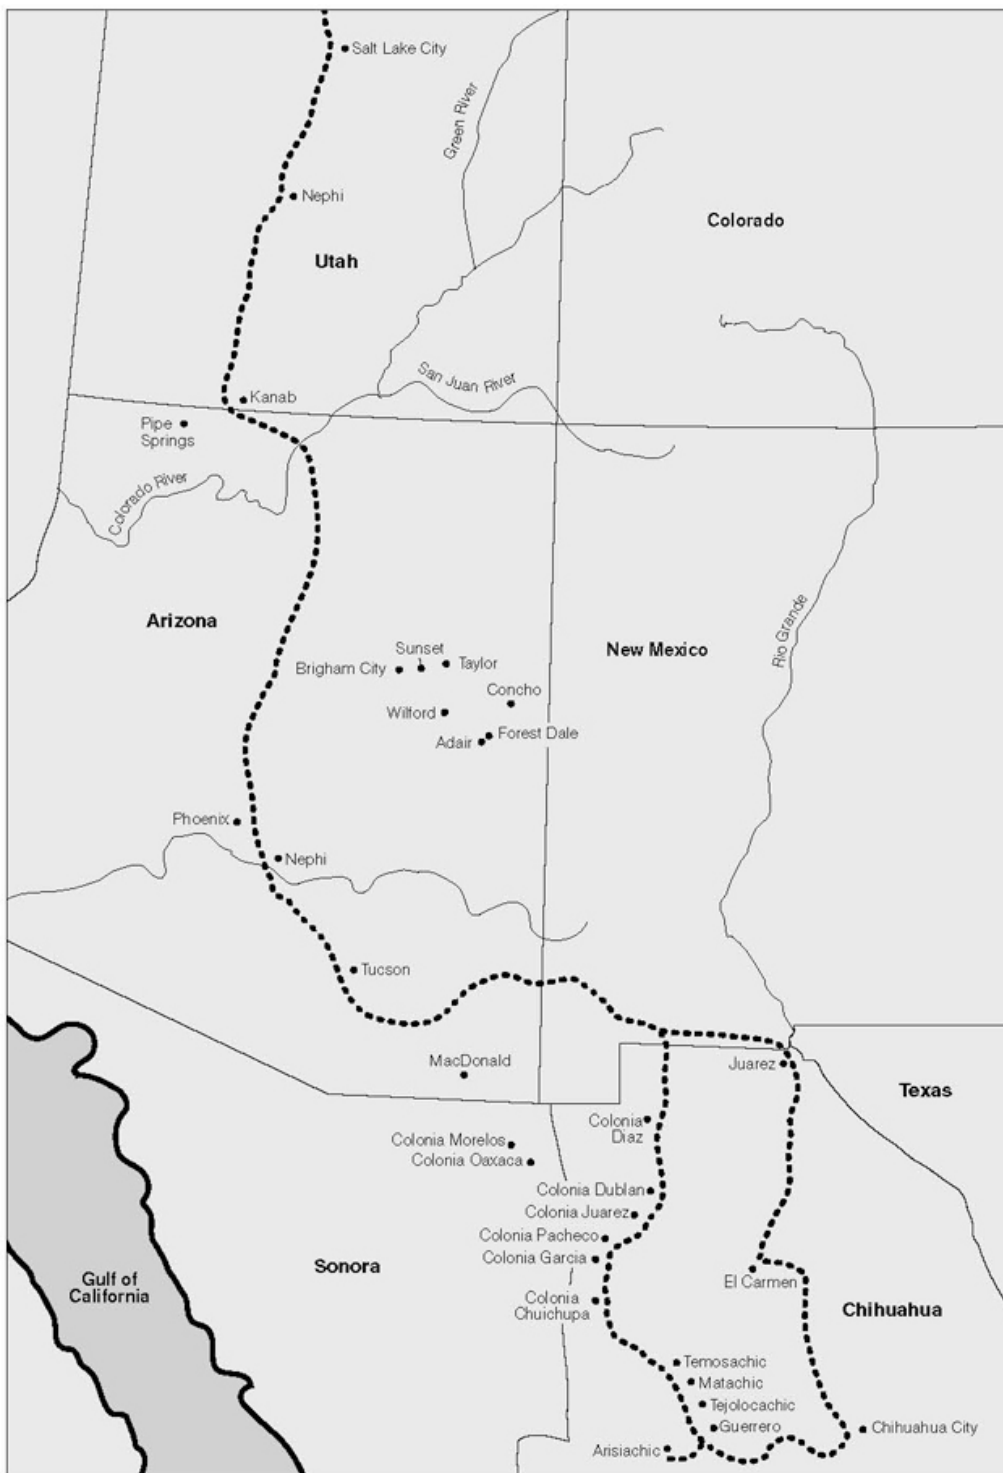 Salt Lake City
Green River
Nephi
Colorado
Utah
San Juan River
Kanab
Pipe
Springs
Colorado River
Rio Grande
Arizona
Sunset
New Mexico
Brigham City
Taylor
Concho
Wilford
Forest Dale
Adair
Phoenix
Nephi
Tucson
MacDonald
Juarez
Texas
Colonia
Diaz
Colonia Morelos
Colonia Oaxaca
Colonia Dublan
Colonia Juarez
Colonia Pacheco
Colonia Garcia
Sonora
Gulf of
California
El Carmen
Colonia
Chuichupa
Chihuahua
Temosachic
Matachic
Tejolocachic
Guerrero
Chihuahua City
Arisiachic